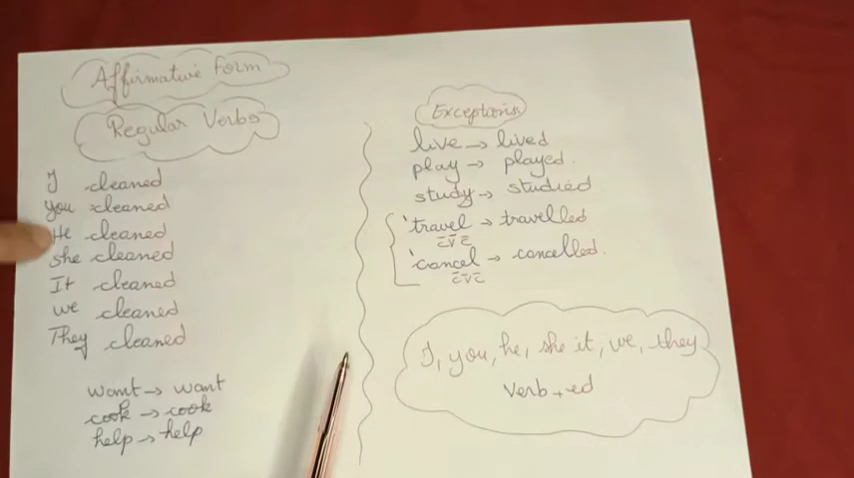 Affirmative Form
Regular Verbs
I cleaned
You cleaned
He cleaned
She cleaned
It cleaned
we cleaned
They cleaned
want → want
cook → cook
help → help
Exceptions
live → lived
play → played.
study → studied
'travel → travelled
c v c
'cancel → cancelled.
c v c
I, you, he, she it, we, they
Verb + ed